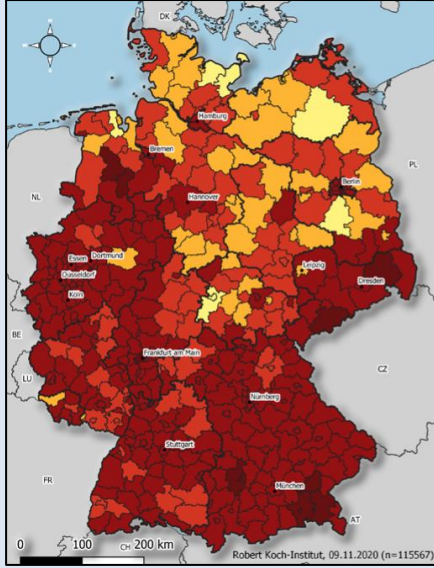 DK
Hamburg
Bremen
PL
Berlin
NL
Hannover
Essen
Dortmund
Leipzig
Düsseldorf
Dresden
Köln
BE
Frankfurt am Main
LU
CZ
Nürnberg
Stuttgart
FR
München
AT
0 100 200 km
CH
Robert Koch-Institut, 09.11.2020 (n=115567)